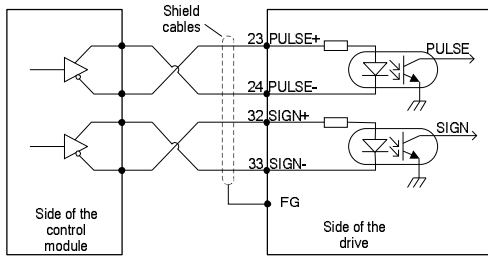 Shield
cables
23 PULSE+
PULSE
24 PULSE-
32 SIGN+
SIGN
33 SIGN-
FG
Side of the
control
module
Side of the
drive